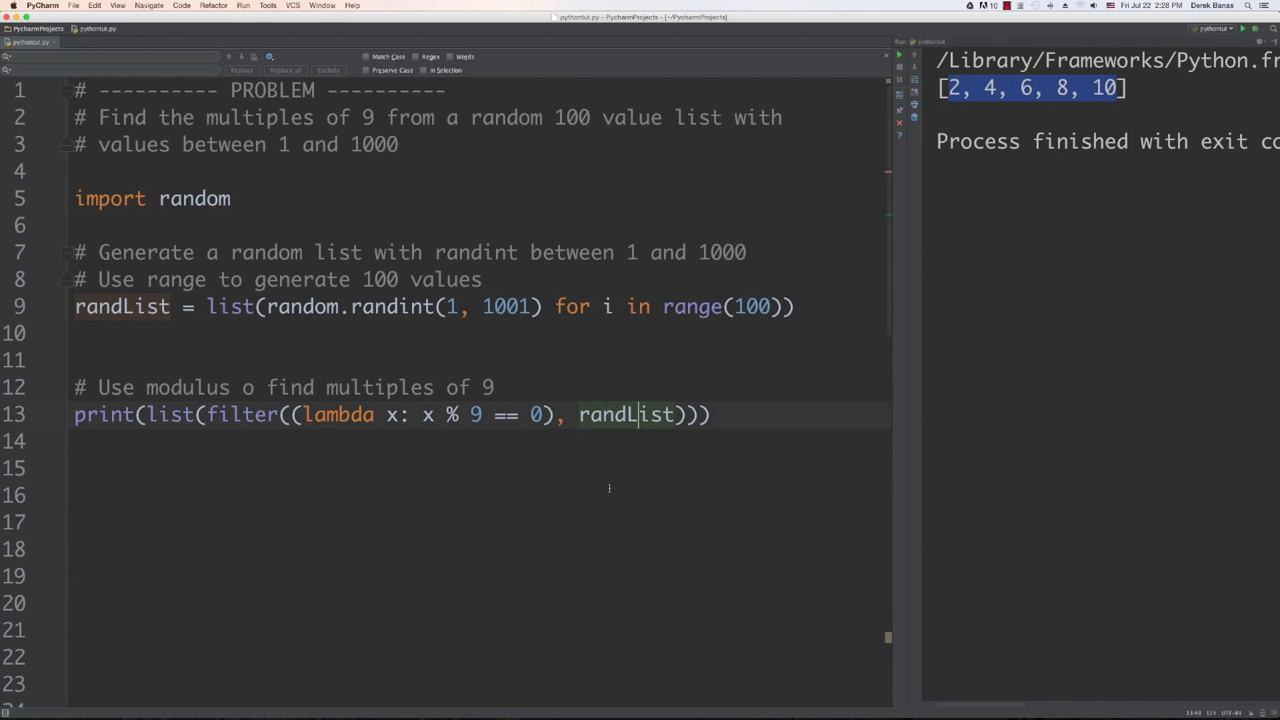 PyCharm File Edit View Navigate Code Refactor Run Tools VCS Window Help
10 Fri Jul 22 2:28 PM Derek Banas
pythontut.py - PycharmProjects - [~/PycharmProjects]
PycharmProjects pythontut.py
pythontut
pythontut.py
Run pythontut
Match Case Regex Words
Replace Replace all Exclude Preserve Case In Selection
1 # ---------- PROBLEM ----------
2 # Find the multiples of 9 from a random 100 value list with
3 # values between 1 and 1000
4
5 import random
6
7 # Generate a random list with randint between 1 and 1000
8 # Use range to generate 100 values
9 randList = list(random.randint(1, 1001) for i in range(100))
10
11
12 # Use modulus o find multiples of 9
13 print(list(filter((lambda x: x % 9 == 0), randList)))
14
15
16
17
18
19
20
21
22
23
/Library/Frameworks/Python.fr
[2, 4, 6, 8, 10]
Process finished with exit co
13:48 LF÷ UTF-8÷